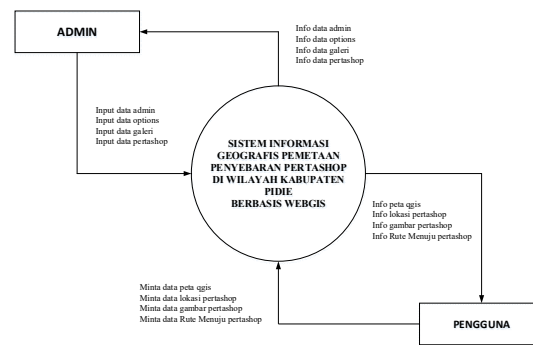 ADMIN
Info data admin
Info data options
Info data galeri
Info data pertashop
Input data admin
Input data options
Input data galeri
Input data pertashop
SISTEM INFORMASI
GEOGRAFIS PEMETAAN
PENYEBARAN PERTASHOP
DI WILAYAH KABUPATEN
PIDIE
BERBASIS WEBGIS
Info peta qgis
Info lokasi pertashop
Info gambar pertashop
Info Rute Menuju pertashop
Minta data peta qgis
Minta data lokasi pertashop
Minta data gambar pertashop
Minta data Rute Menuju pertashop
PENGGUNA